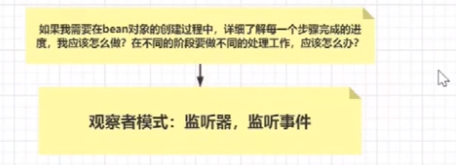 如果我需要在bean对象的创建过程中，详细了解每一个步骤完成的进
度，我应该怎么做？在不同的阶段要做不同的处理工作，应该怎么办？
观察者模式：监听器，监听事件